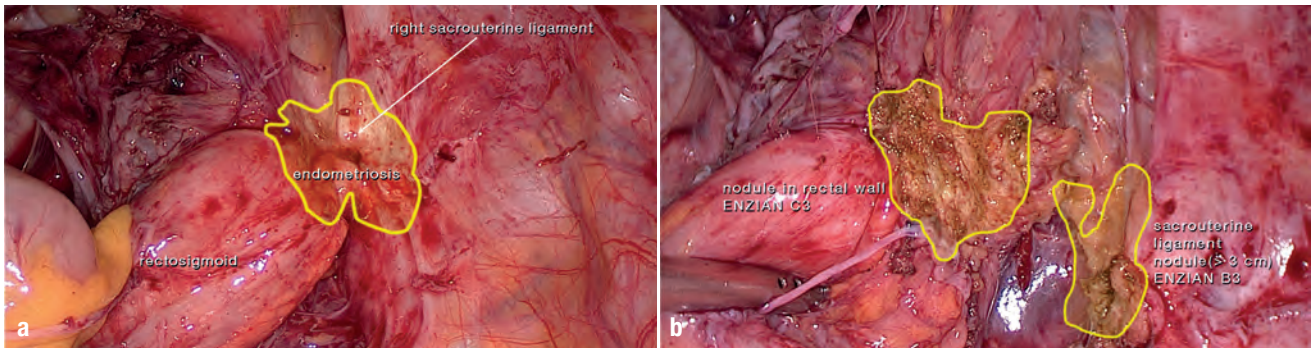 right sacrouterine ligament
endometriosis
rectosigmoid
a
nodule in rectal wall
ENZIAN C3
sacrouterine
ligament
nodule(> 3 cm)
ENZIAN B3
b